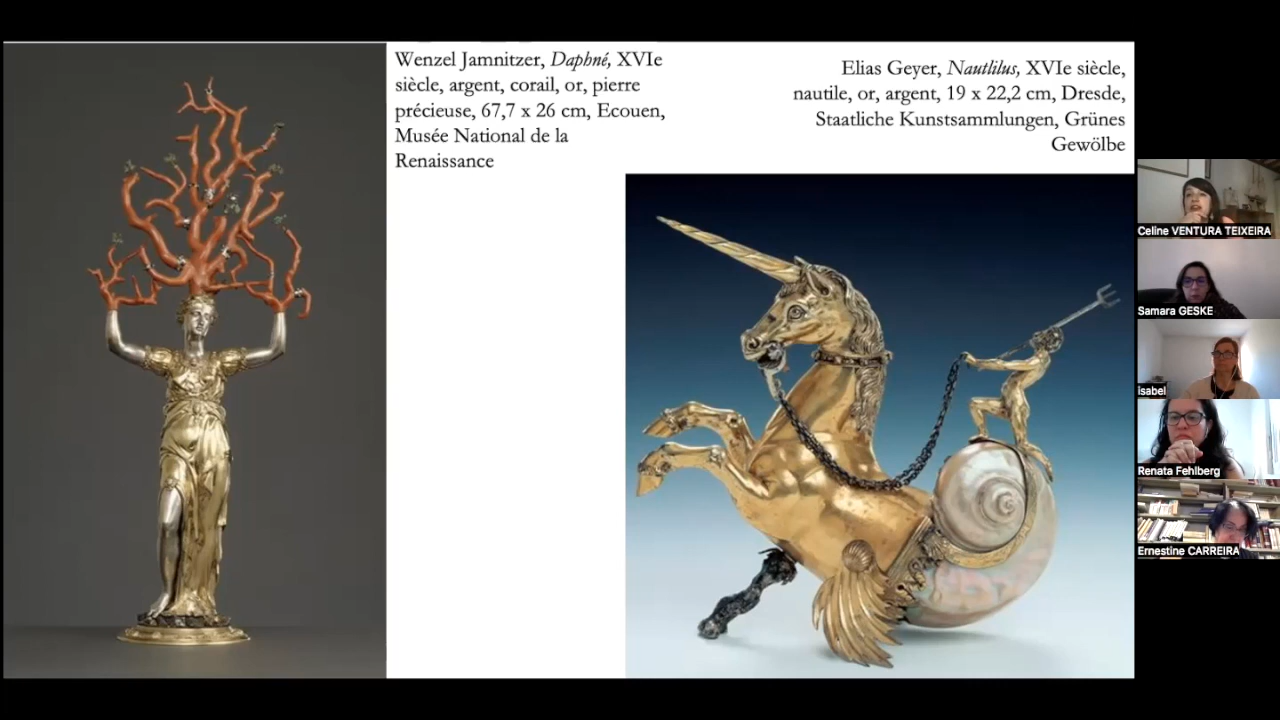 Wenzel Jamnitzer, Daphné, XVIe
siècle, argent, corail, or, pierre
précieuse, 67,7 x 26 cm, Ecouen,
Musée National de la
Renaissance
Elias Geyer, Nautlilus, XVIe siècle,
nautile, or, argent, 19 x 22,2 cm, Dresde,
Staatliche Kunstsammlungen, Grünes
Gewölbe
Celine VENTURA TEIXEIRA
Samara GESKE
isabel
Renata Fehlberg
Ernestine CARREIRA